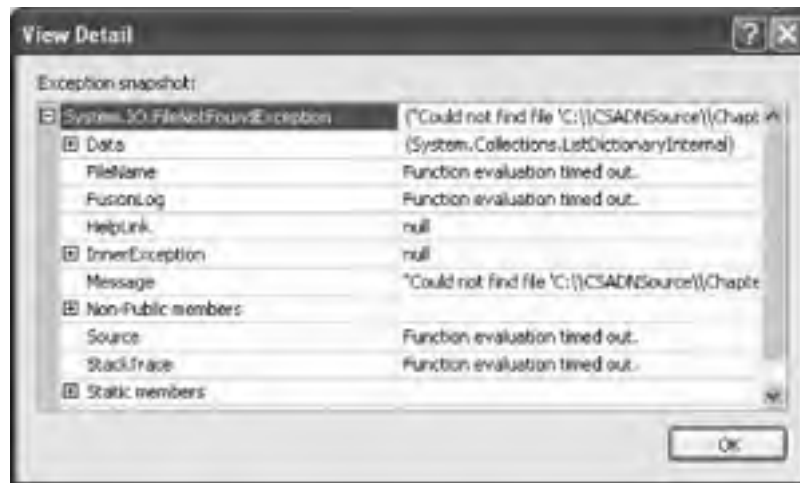 View Detail
Exception snapshot:
System.IO.FileNotFoundException {"Could not find file 'C:\\CSADNSource\\Chapt
Data {System.Collections.ListDictionaryInternal}
FileName Function evaluation timed out.
FusionLog Function evaluation timed out.
HelpLink null
InnerException null
Message "Could not find file 'C:\\CSADNSource\\Chapte
Non-Public members
Source Function evaluation timed out.
StackTrace Function evaluation timed out.
Static members
OK